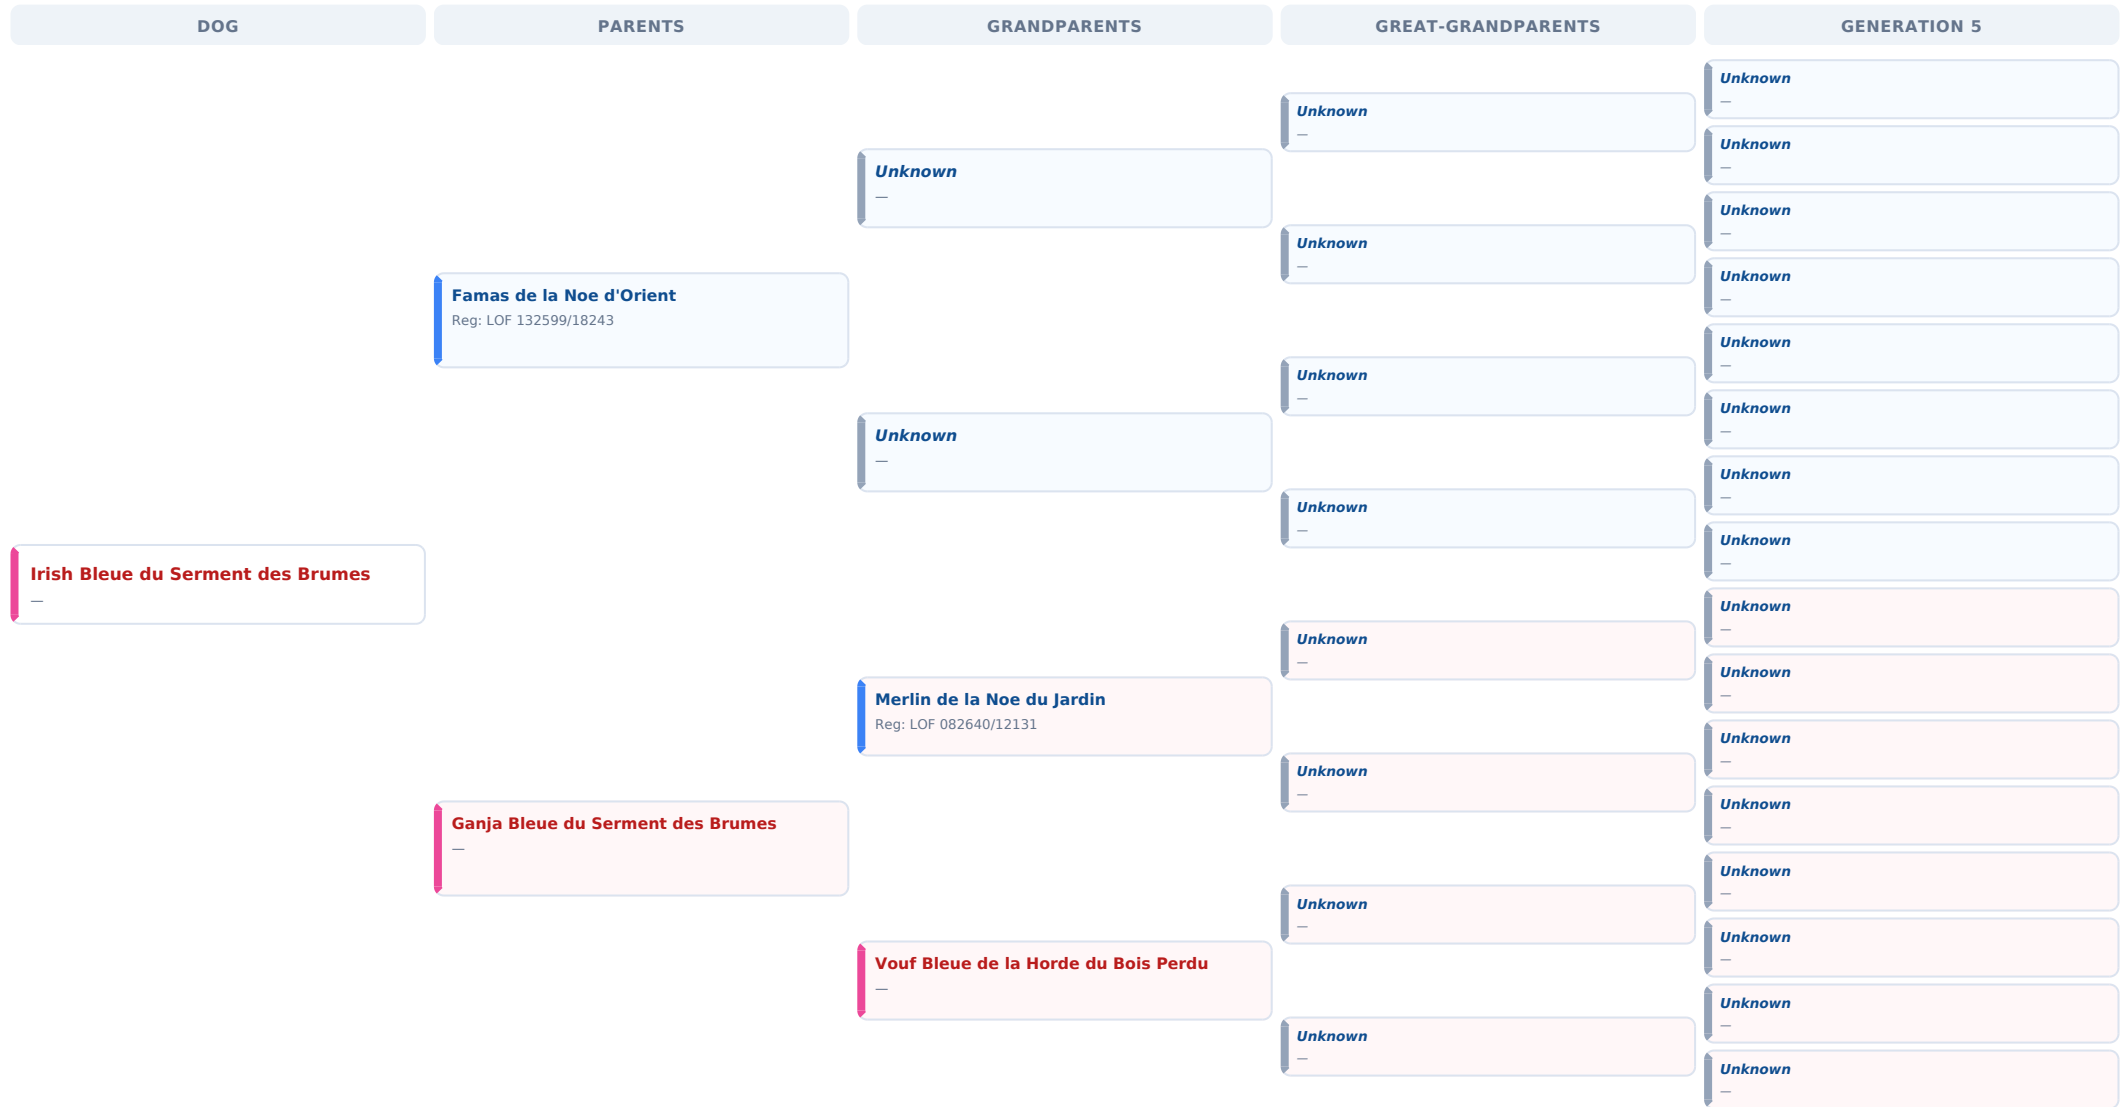 DOG
PARENTS
GRANDPARENTS
GREAT-GRANDPARENTS
GENERATION 5
Irish Bleue du Serment des Brumes
—
Famas de la Noe d'Orient
Reg: LOF 132599/18243
Ganja Bleue du Serment des Brumes
—
Unknown
—
Unknown
—
Merlin de la Noe du Jardin
Reg: LOF 082640/12131
Vouf Bleue de la Horde du Bois Perdu
—
Unknown
—
Unknown
—
Unknown
—
Unknown
—
Unknown
—
Unknown
—
Unknown
—
Unknown
—
Unknown
—
Unknown
—
Unknown
—
Unknown
—
Unknown
—
Unknown
—
Unknown
—
Unknown
—
Unknown
—
Unknown
—
Unknown
—
Unknown
—
Unknown
—
Unknown
—
Unknown
—
Unknown
—